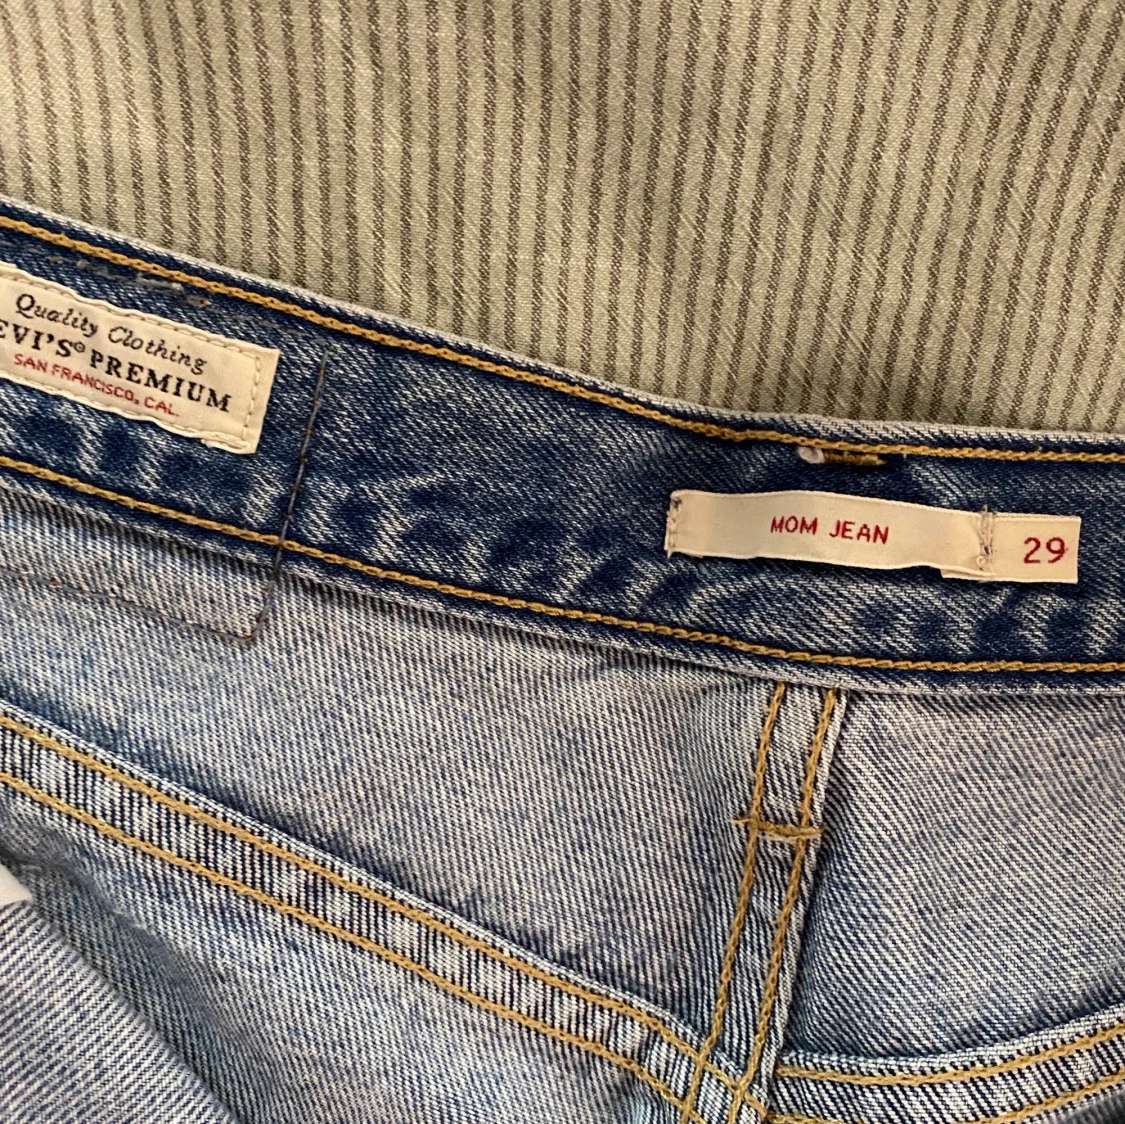 Quality Clothing
EVI'S® PREMIUM
SAN FRANCISCO, CAL.
MOM JEAN
29